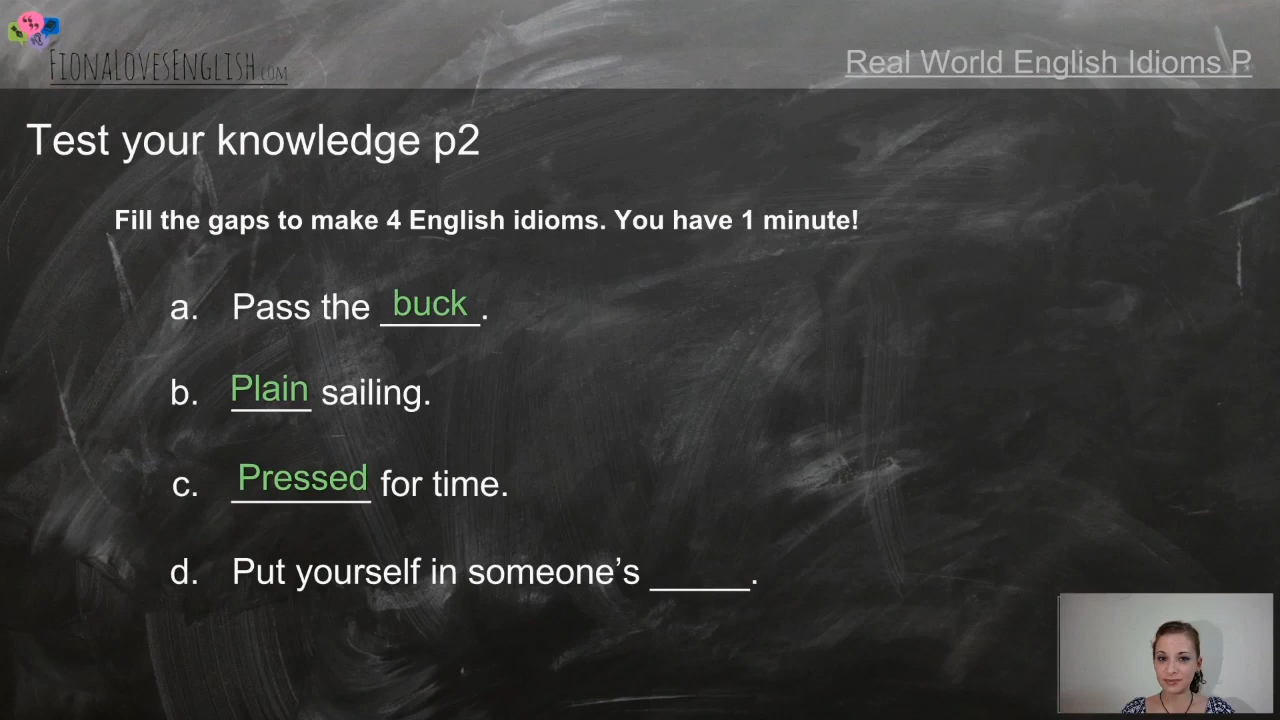 FIONALOVESENGLISH.COM
Real World English Idioms P
Test your knowledge p2
Fill the gaps to make 4 English idioms. You have 1 minute!
a. Pass the buck.
b. Plain sailing.
c. Pressed for time.
d. Put yourself in someone’s _____.